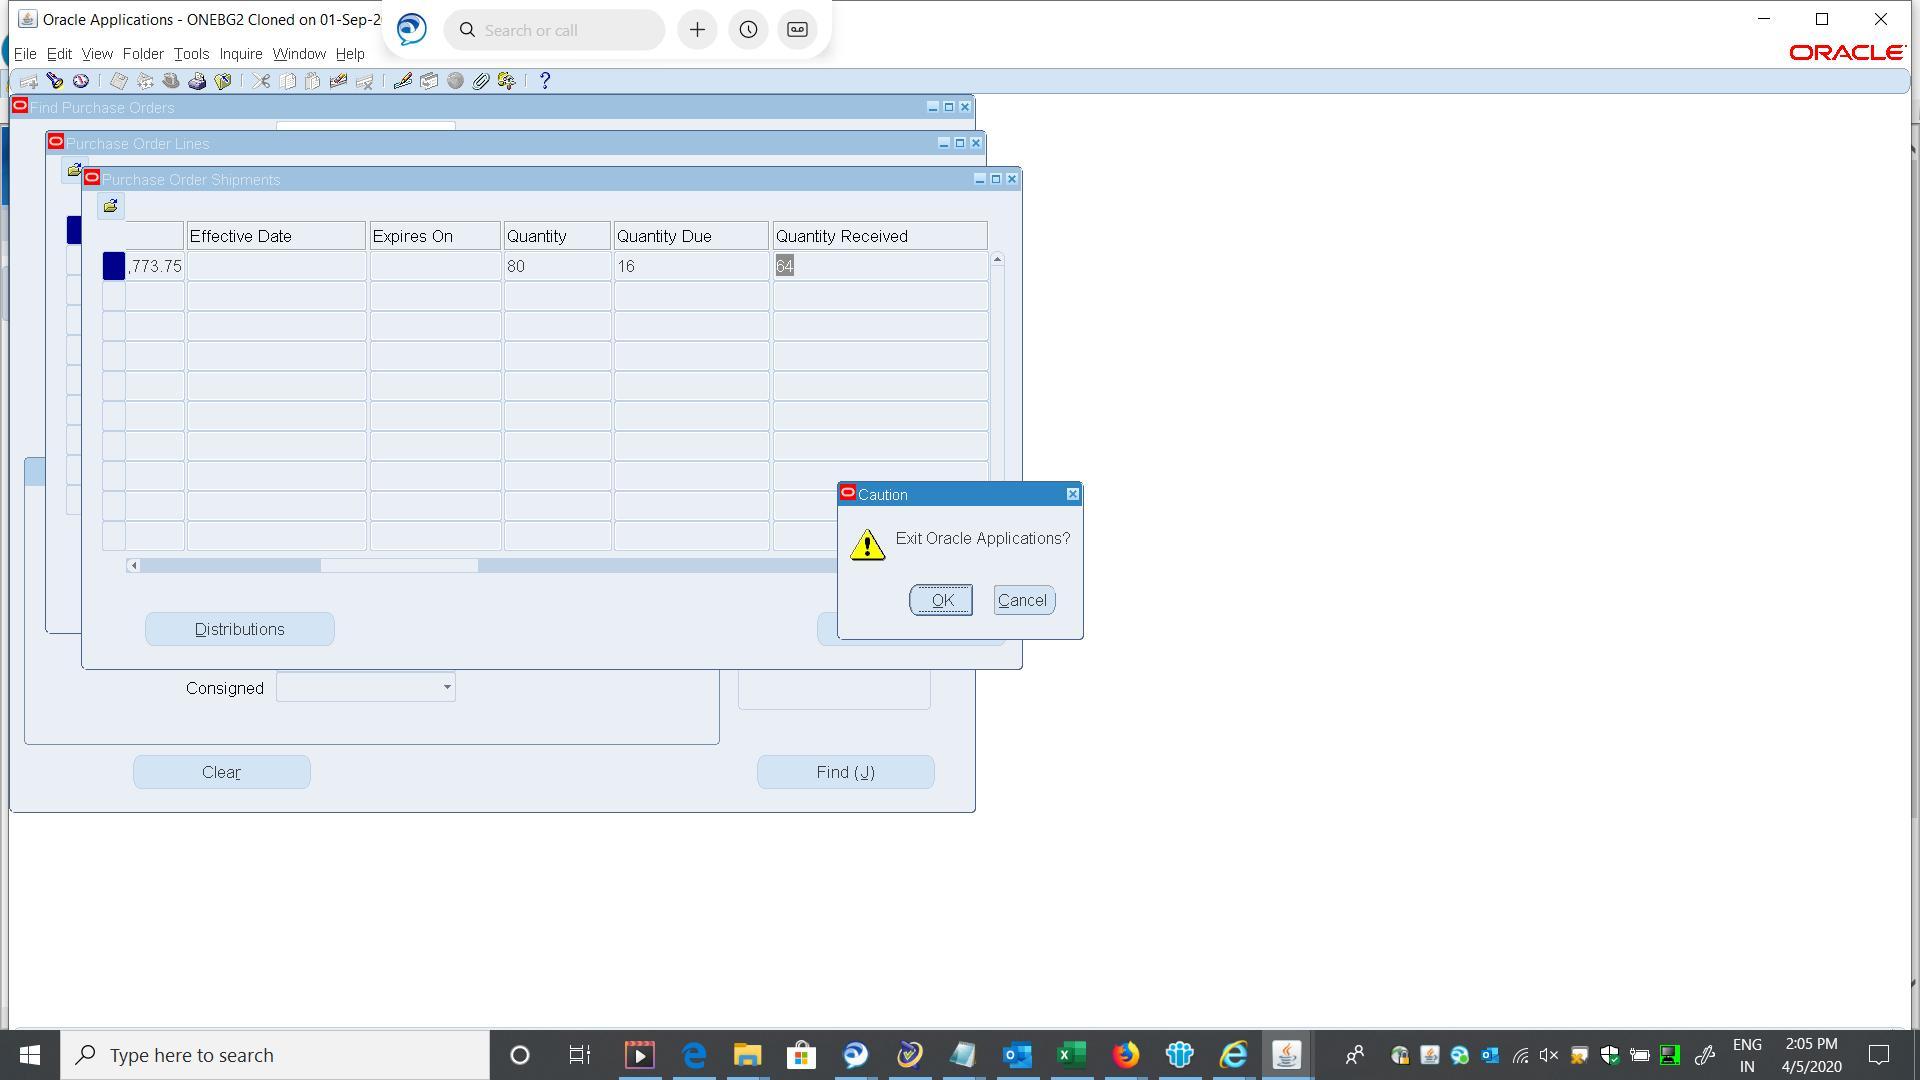 Oracle Applications - ONEBG2 Cloned on 01-Sep-2
Search or call
File Edit View Folder Tools Inquire Window Help
ORACLE
Find Purchase Orders
Purchase Order Lines
Purchase Order Shipments
Effective Date Expires On Quantity Quantity Due Quantity Received
,773.75 80 16 64
Caution
Exit Oracle Applications?
OK Cancel
Distributions
Consigned
Clear Find (J)
Type here to search
ENG
IN
2:05 PM
4/5/2020